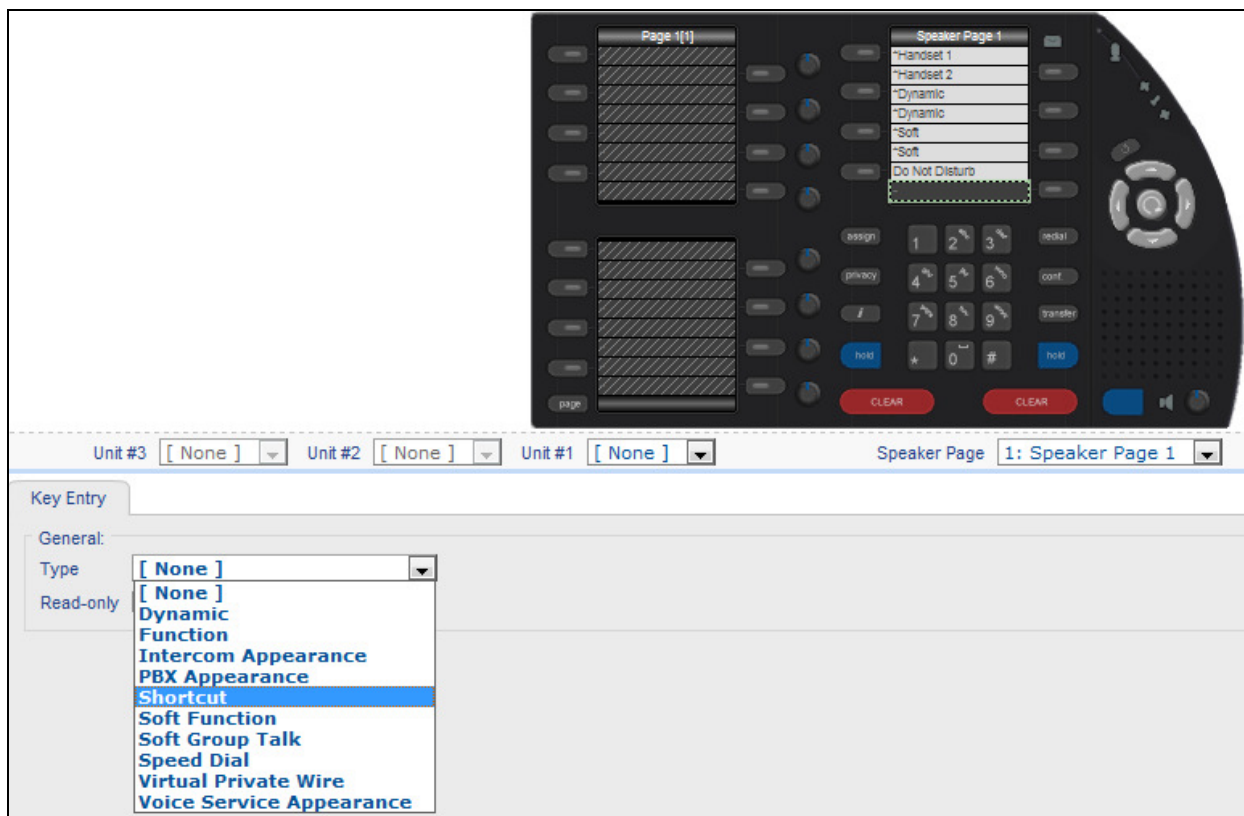 Page 1[1]
Speaker Page 1
~Handset 1
~Handset 2
~Dynamic
~Dynamic
~Soft
~Soft
Do Not Disturb
-
assign
1
2
3
redial
privacy
4
5
6
conf.
i
7
8
9
transfer
hold
*
0
#
hold
page
CLEAR
CLEAR
Unit #3 [ None ] Unit #2 [ None ] Unit #1 [ None ] Speaker Page 1: Speaker Page 1
Key Entry
General:
Type [ None ]
Read-only
[ None ]
Dynamic
Function
Intercom Appearance
PBX Appearance
Shortcut
Soft Function
Soft Group Talk
Speed Dial
Virtual Private Wire
Voice Service Appearance